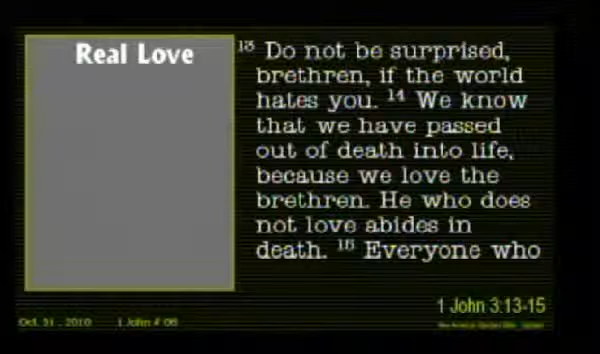 Real Love
13 Do not be surprised,
brethren, if the world
hates you. 14 We know
that we have passed
out of death into life,
because we love the
brethren. He who does
not love abides in
death. 15 Everyone who
1 John 3:13-15
Oct. 31, 2010 1 John # 08